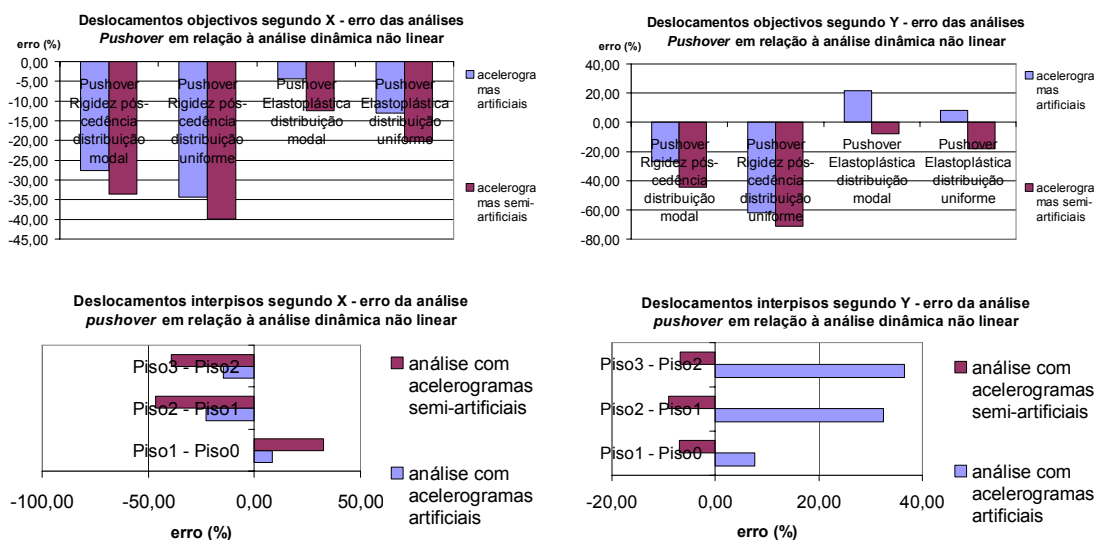 Deslocamentos objectivos segundo X - erro das análises
Pushover em relação à análise dinâmica não linear
erro (%)
0,00
-5,00
-10,00
-15,00
-20,00
-25,00
-30,00
-35,00
-40,00
-45,00
Pushover
Rigidez pós-
cedência
distribuição
modal
Pushover
Rigidez pós-
cedência
distribuição
uniforme
Pushover
Elastoplástica
distribuição
modal
Pushover
Elastoplástica
distribuição
uniforme
acelerogra
mas
artificiais
acelerogra
mas semi-
artificiais
Deslocamentos objectivos segundo Y - erro das análises
Pushover em relação à análise dinâmica não linear
erro (%)
40,00
20,00
0,00
-20,00
-40,00
-60,00
-80,00
Pushover
Rigidez pós-
cedência
distribuição
modal
Pushover
Rigidez pós-
cedência
distribuição
uniforme
Pushover
Elastoplástica
distribuição
modal
Pushover
Elastoplástica
distribuição
uniforme
acelerogra
mas
artificiais
acelerogra
mas semi-
artificiais
Deslocamentos interpisos segundo X - erro da análise
pushover em relação à análise dinâmica não linear
Piso3 - Piso2
Piso2 - Piso1
Piso1 - Piso0
-100,00
-50,00
0,00
50,00
erro (%)
análise com
acelerogramas
semi-artificiais
análise com
acelerogramas
artificiais
Deslocamentos interpisos segundo Y - erro da análise
pushover em relação à análise dinâmica não linear
Piso3 - Piso2
Piso2 - Piso1
Piso1 - Piso0
-20,00
0,00
20,00
40,00
erro (%)
análise com
acelerogramas
semi-artificiais
análise com
acelerogramas
artificiais